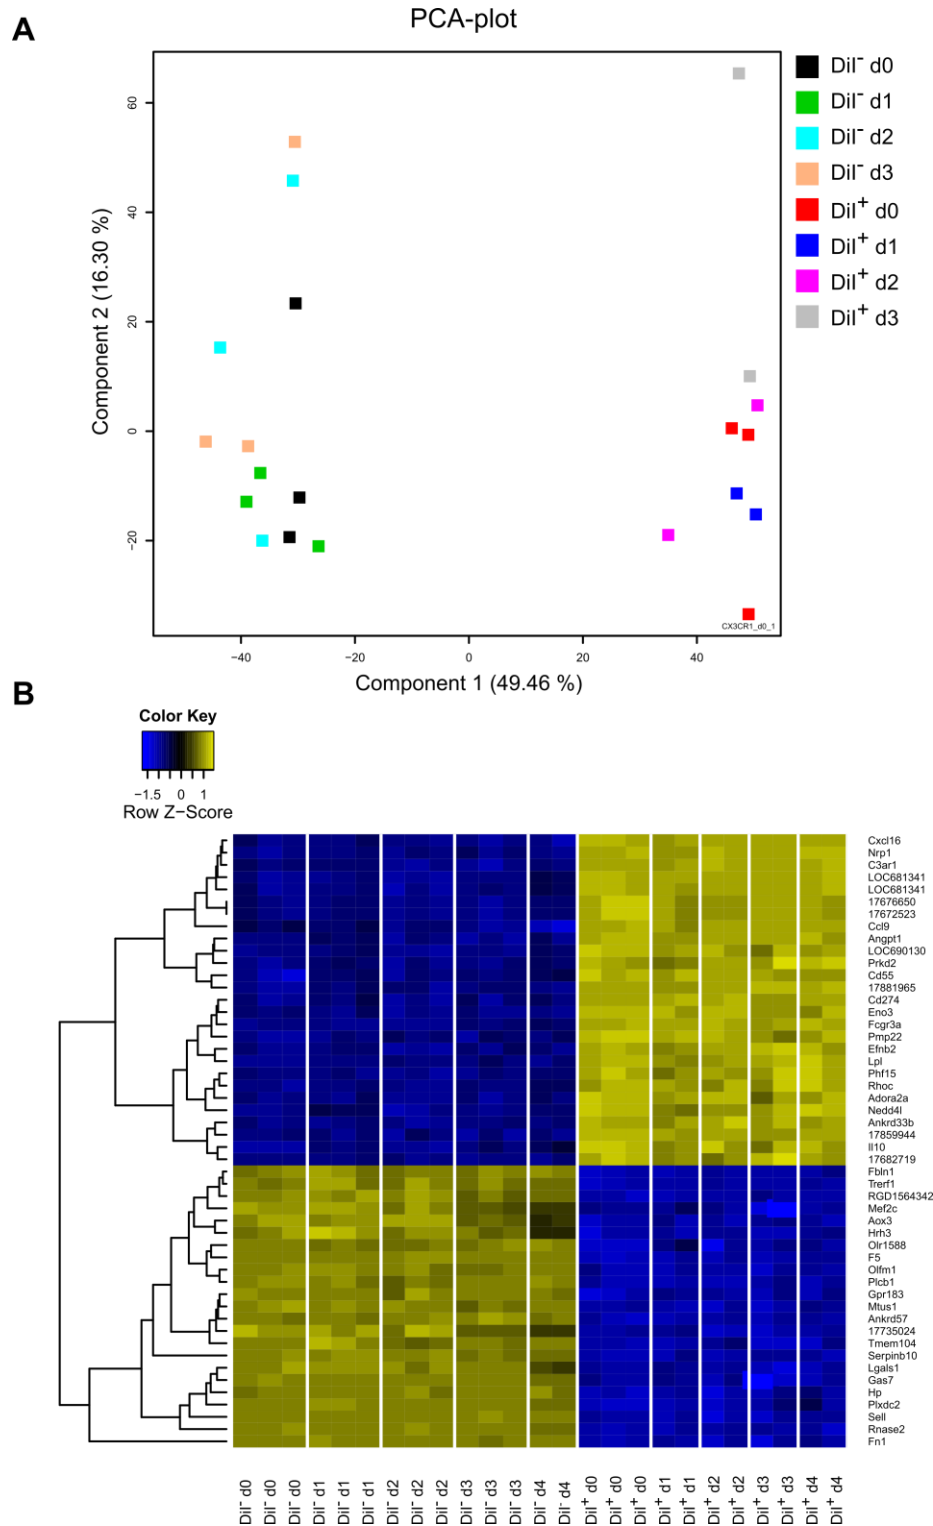 A
PCA-plot
Component 2 (16.30 %)
60
40
20
0
−20
−40
−20
0
20
40
Component 1 (49.46 %)
CX3CR1_d0_1
DiI⁻ d0
DiI⁻ d1
DiI⁻ d2
DiI⁻ d3
DiI⁺ d0
DiI⁺ d1
DiI⁺ d2
DiI⁺ d3
B
Color Key
−1.5 0 1
Row Z−Score
Cxcl16
Nrp1
C3ar1
LOC681341
LOC681341
17676650
17672523
Ccl9
Angpt1
LOC690130
Prkd2
Cd55
17881965
Cd274
Eno3
Fcgr3a
Pmp22
Efnb2
Lpl
Phf15
Rhoc
Adora2a
Nedd4l
Ankrd33b
17859944
Il10
17682719
Fbln1
Trerf1
RGD1564342
Mef2c
Aox3
Hrh3
Olr1588
F5
Olfm1
Plcb1
Gpr183
Mtus1
Ankrd57
17735024
Tmem104
Serpinb10
Lgals1
Gas7
Hp
Plxdc2
Sell
Rnase2
Fn1
DiI⁻ d0
DiI⁻ d0
DiI⁻ d0
DiI⁻ d1
DiI⁻ d1
DiI⁻ d1
DiI⁻ d2
DiI⁻ d2
DiI⁻ d2
DiI⁻ d3
DiI⁻ d3
DiI⁻ d3
DiI⁻ d4
DiI⁻ d4
DiI⁺ d0
DiI⁺ d0
DiI⁺ d0
DiI⁺ d1
DiI⁺ d1
DiI⁺ d2
DiI⁺ d2
DiI⁺ d3
DiI⁺ d3
DiI⁺ d4
DiI⁺ d4